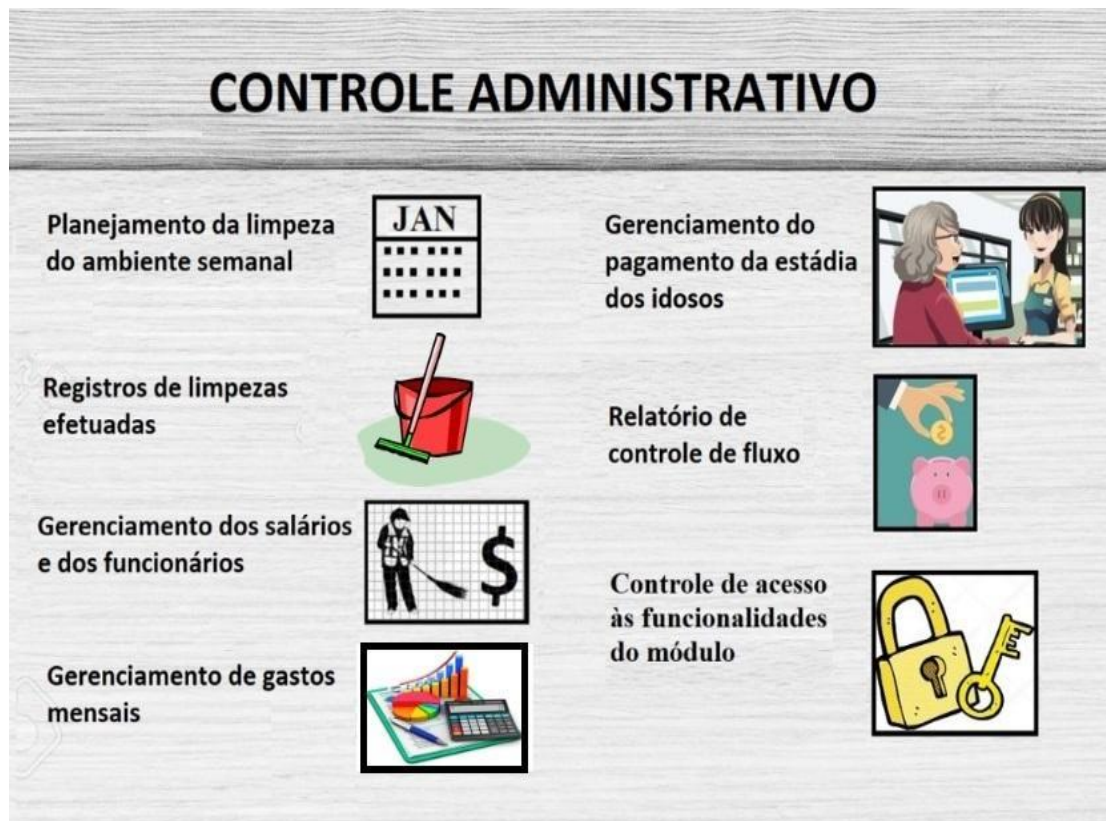 CONTROLE ADMINISTRATIVO
Planejamento da limpeza
do ambiente semanal
JAN
Registros de limpezas
efetuadas
Gerenciamento dos salários
e dos funcionários
$
Gerenciamento de gastos
mensais
Gerenciamento do
pagamento da estádia
dos idosos
Relatório de
controle de fluxo
Controle de acesso
às funcionalidades
do módulo